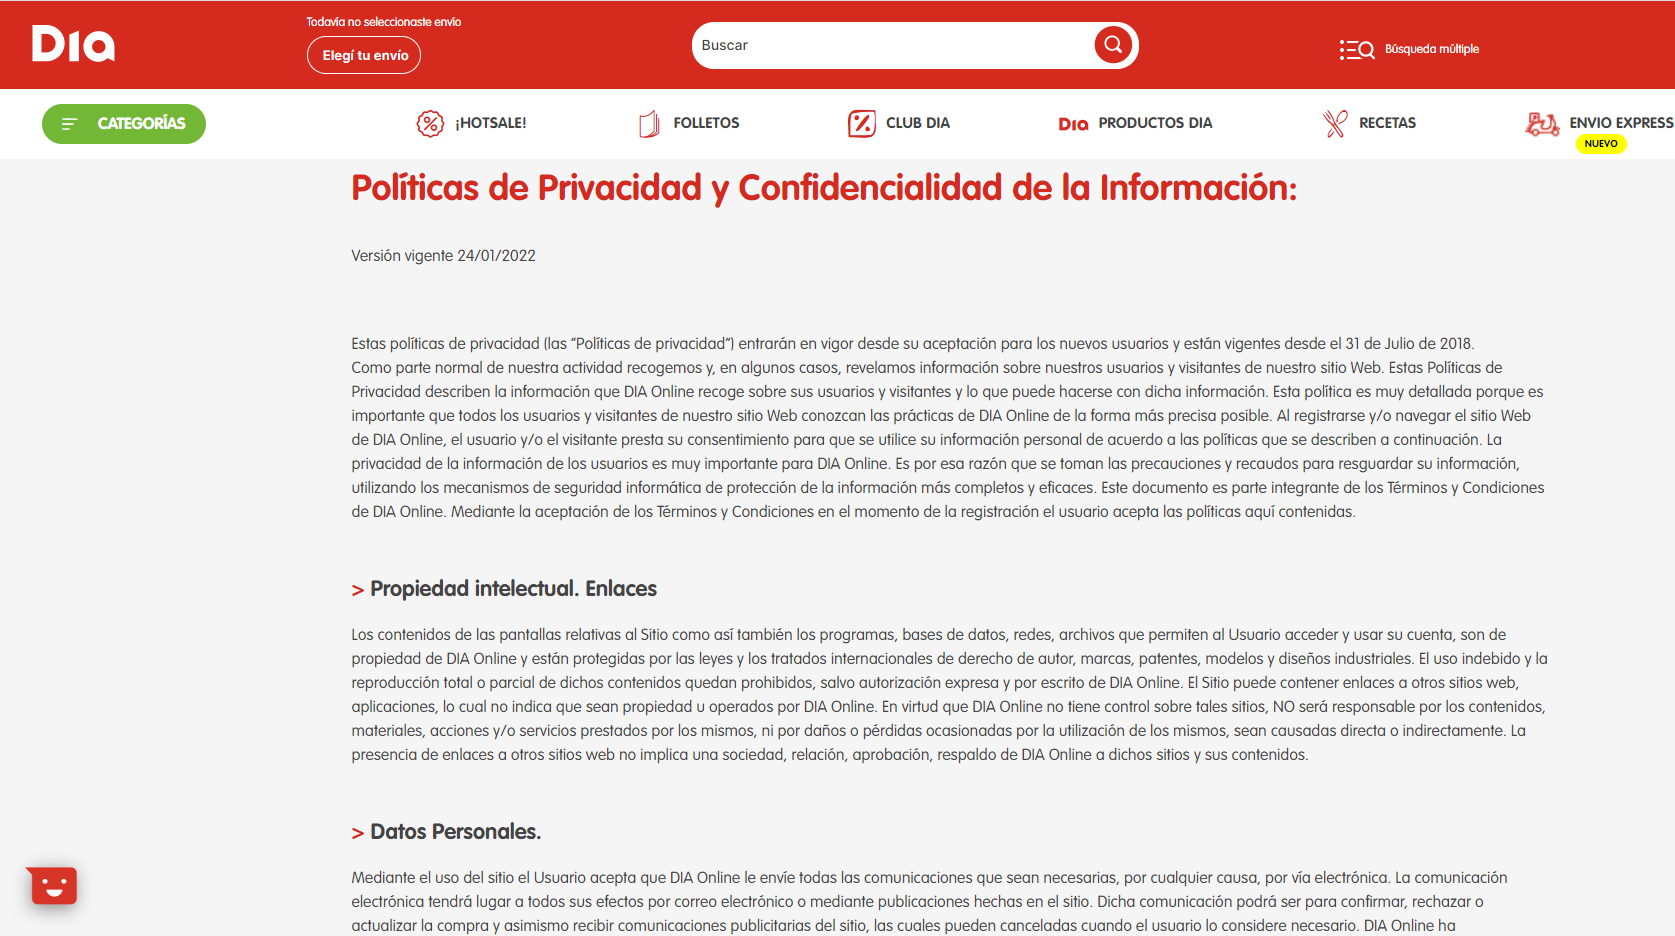 Dia
Todavía no seleccionaste envío
Elegí tu envío
Buscar
Búsqueda múltiple
CATEGORÍAS
¡HOTSALE!
FOLLETOS
CLUB DIA
Dia PRODUCTOS DIA
RECETAS
ENVIO EXPRESS
NUEVO
Políticas de Privacidad y Confidencialidad de la Información:
Versión vigente 24/01/2022
Estas políticas de privacidad (las “Políticas de privacidad”) entrarán en vigor desde su aceptación para los nuevos usuarios y están vigentes desde el 31 de Julio de 2018.
Como parte normal de nuestra actividad recogemos y, en algunos casos, revelamos información sobre nuestros usuarios y visitantes de nuestro sitio Web. Estas Políticas de
Privacidad describen la información que DIA Online recoge sobre sus usuarios y visitantes y lo que puede hacerse con dicha información. Esta política es muy detallada porque es
importante que todos los usuarios y visitantes de nuestro sitio Web conozcan las prácticas de DIA Online de la forma más precisa posible. Al registrarse y/o navegar el sitio Web
de DIA Online, el usuario y/o el visitante presta su consentimiento para que se utilice su información personal de acuerdo a las políticas que se describen a continuación. La
privacidad de la información de los usuarios es muy importante para DIA Online. Es por esa razón que se toman las precauciones y recaudos para resguardar su información,
utilizando los mecanismos de seguridad informática de protección de la información más completos y eficaces. Este documento es parte integrante de los Términos y Condiciones
de DIA Online. Mediante la aceptación de los Términos y Condiciones en el momento de la registración el usuario acepta las políticas aquí contenidas.
> Propiedad intelectual. Enlaces
Los contenidos de las pantallas relativas al Sitio como así también los programas, bases de datos, redes, archivos que permiten al Usuario acceder y usar su cuenta, son de
propiedad de DIA Online y están protegidas por las leyes y los tratados internacionales de derecho de autor, marcas, patentes, modelos y diseños industriales. El uso indebido y la
reproducción total o parcial de dichos contenidos quedan prohibidos, salvo autorización expresa y por escrito de DIA Online. El Sitio puede contener enlaces a otros sitios web,
aplicaciones, lo cual no indica que sean propiedad u operados por DIA Online. En virtud que DIA Online no tiene control sobre tales sitios, NO será responsable por los contenidos,
materiales, acciones y/o servicios prestados por los mismos, ni por daños o pérdidas ocasionadas por la utilización de los mismos, sean causadas directa o indirectamente. La
presencia de enlaces a otros sitios web no implica una sociedad, relación, aprobación, respaldo de DIA Online a dichos sitios y sus contenidos.
> Datos Personales.
Mediante el uso del sitio el Usuario acepta que DIA Online le envíe todas las comunicaciones que sean necesarias, por cualquier causa, por vía electrónica. La comunicación
electrónica tendrá lugar a todos sus efectos por correo electrónico o mediante publicaciones hechas en el sitio. Dicha comunicación podrá ser para confirmar, rechazar o
actualizar la compra y asimismo recibir comunicaciones publicitarias del sitio, las cuales pueden canceladas cuando el usuario lo considere necesario. DIA Online ha